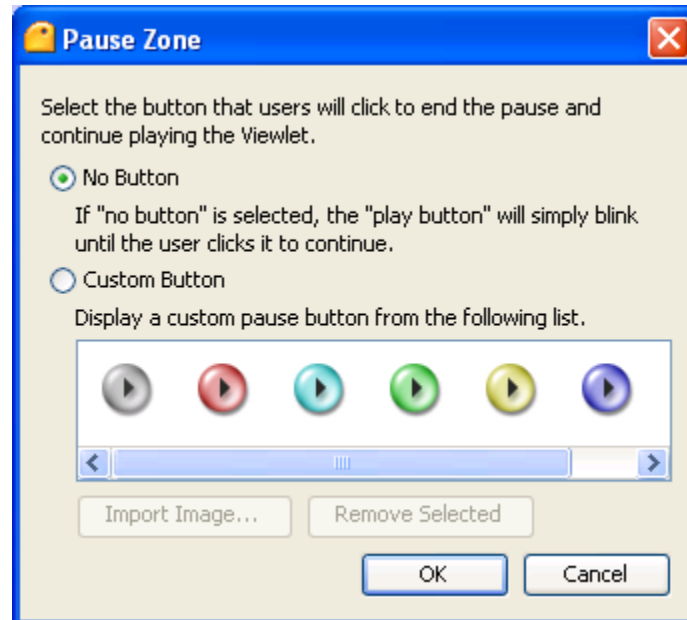 Pause Zone
Select the button that users will click to end the pause and
continue playing the Viewlet.
No Button
If "no button" is selected, the "play button" will simply blink
until the user clicks it to continue.
Custom Button
Display a custom pause button from the following list.
Import Image... Remove Selected
OK Cancel